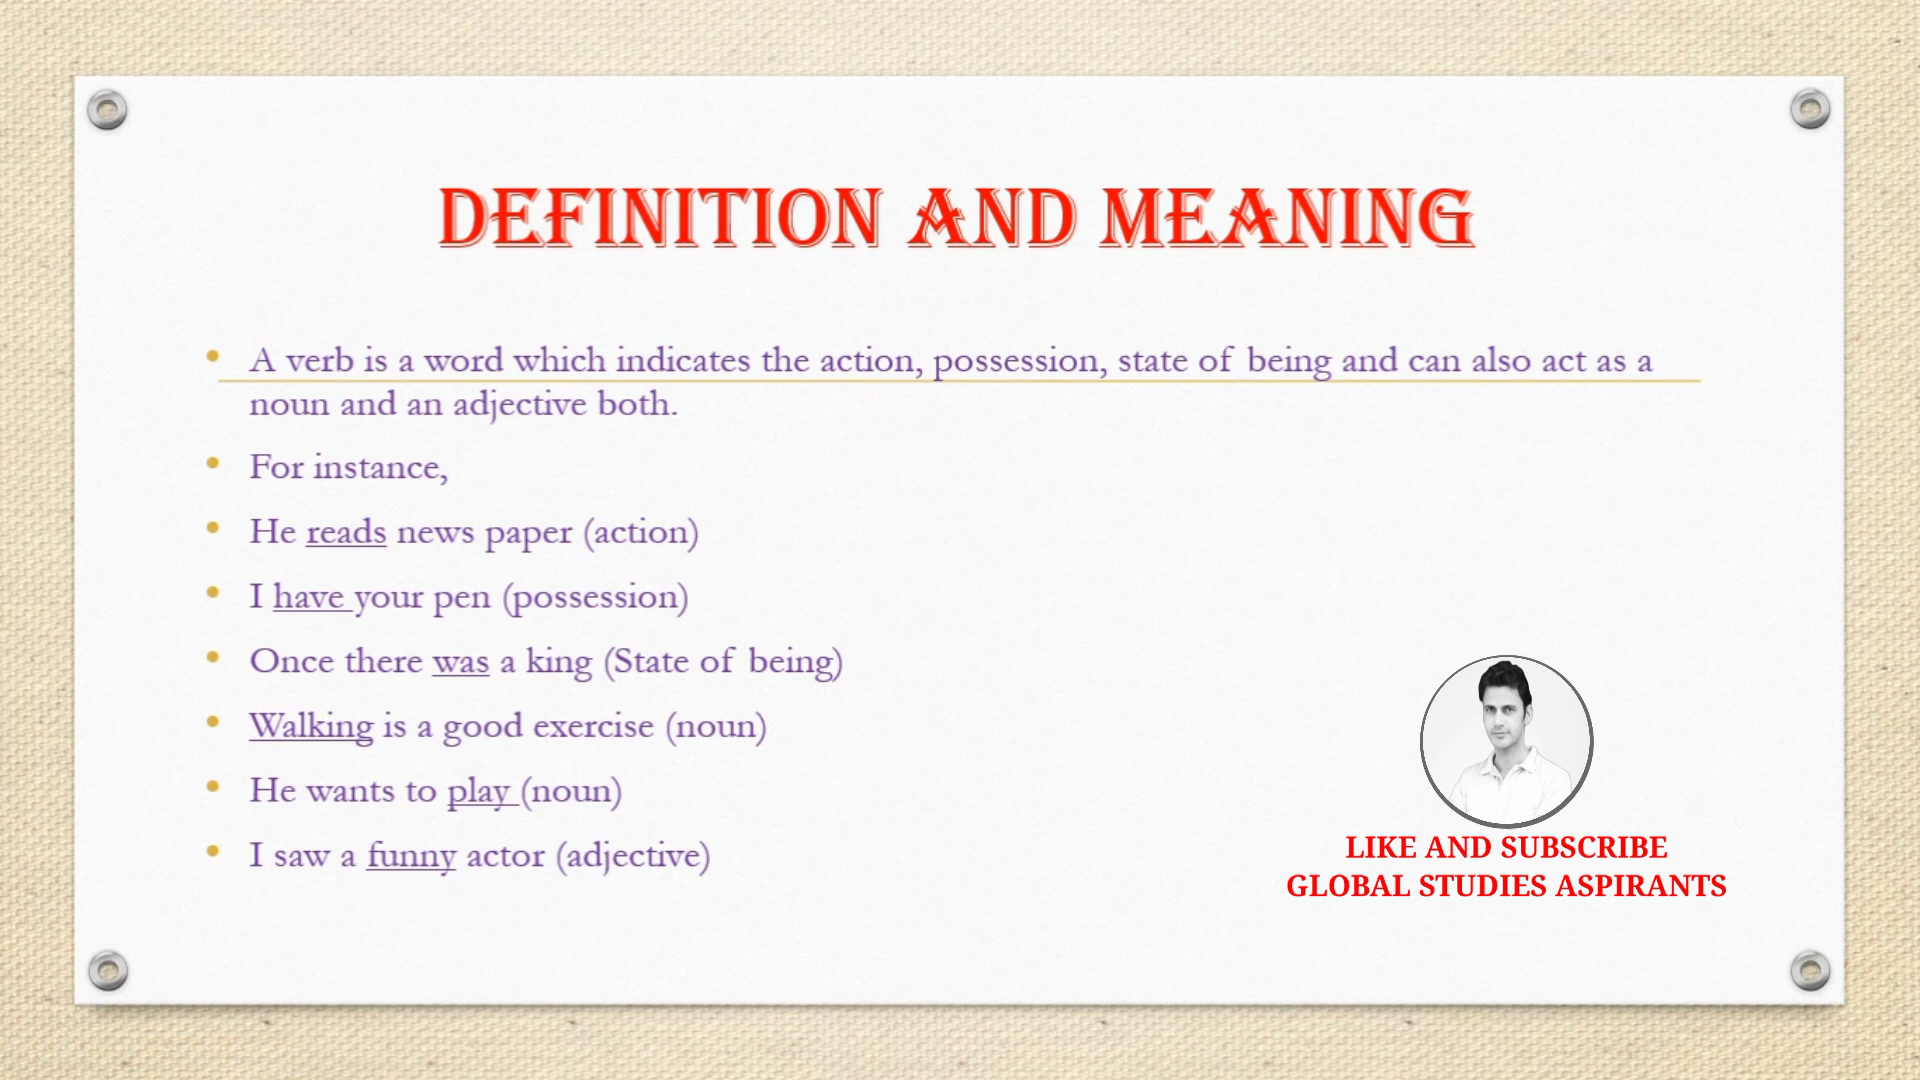 DEFINITION AND MEANING
A verb is a word which indicates the action, possession, state of being and can also act as a
noun and an adjective both.
For instance,
He reads news paper (action)
I have your pen (possession)
Once there was a king (State of being)
Walking is a good exercise (noun)
He wants to play (noun)
I saw a funny actor (adjective)
LIKE AND SUBSCRIBE
GLOBAL STUDIES ASPIRANTS